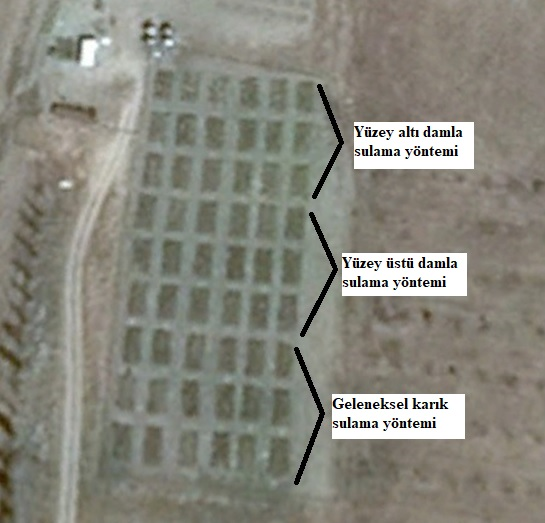 Yüzey altı damla
sulama yöntemi
Yüzey üstü damla
sulama yöntemi
Geleneksel karık
sulama yöntemi